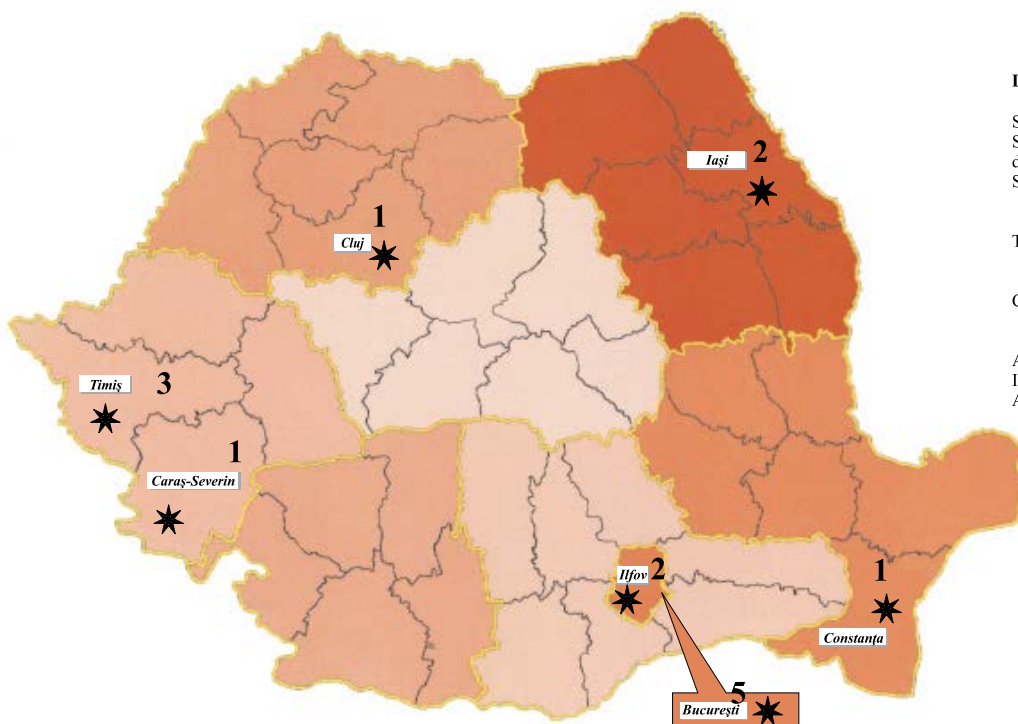 Iaşi 2
1
Cluj
Timiş 3
1
Caraş-Severin
Ilfov 2
1
Constanţa
5
Bucureşti